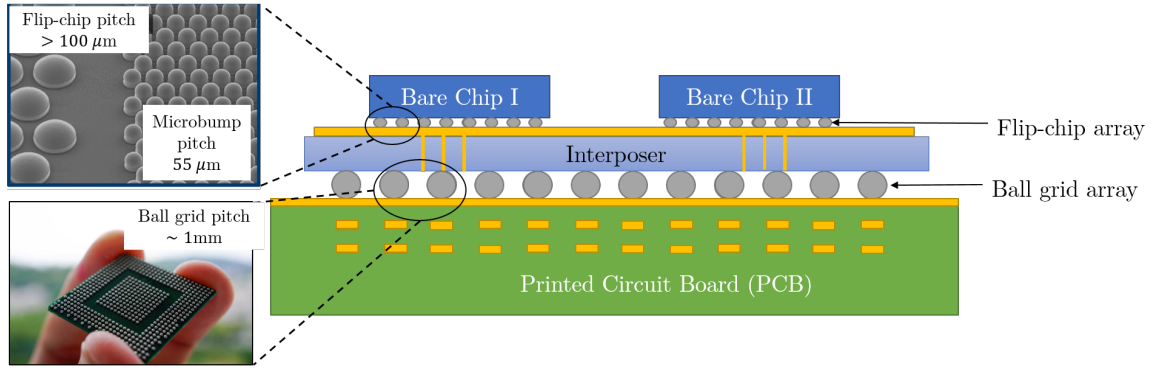 Flip-chip pitch
> 100 μm
Microbump
pitch
55 μm
Ball grid pitch
~ 1mm
Bare Chip I
Bare Chip II
Flip-chip array
Interposer
Ball grid array
Printed Circuit Board (PCB)